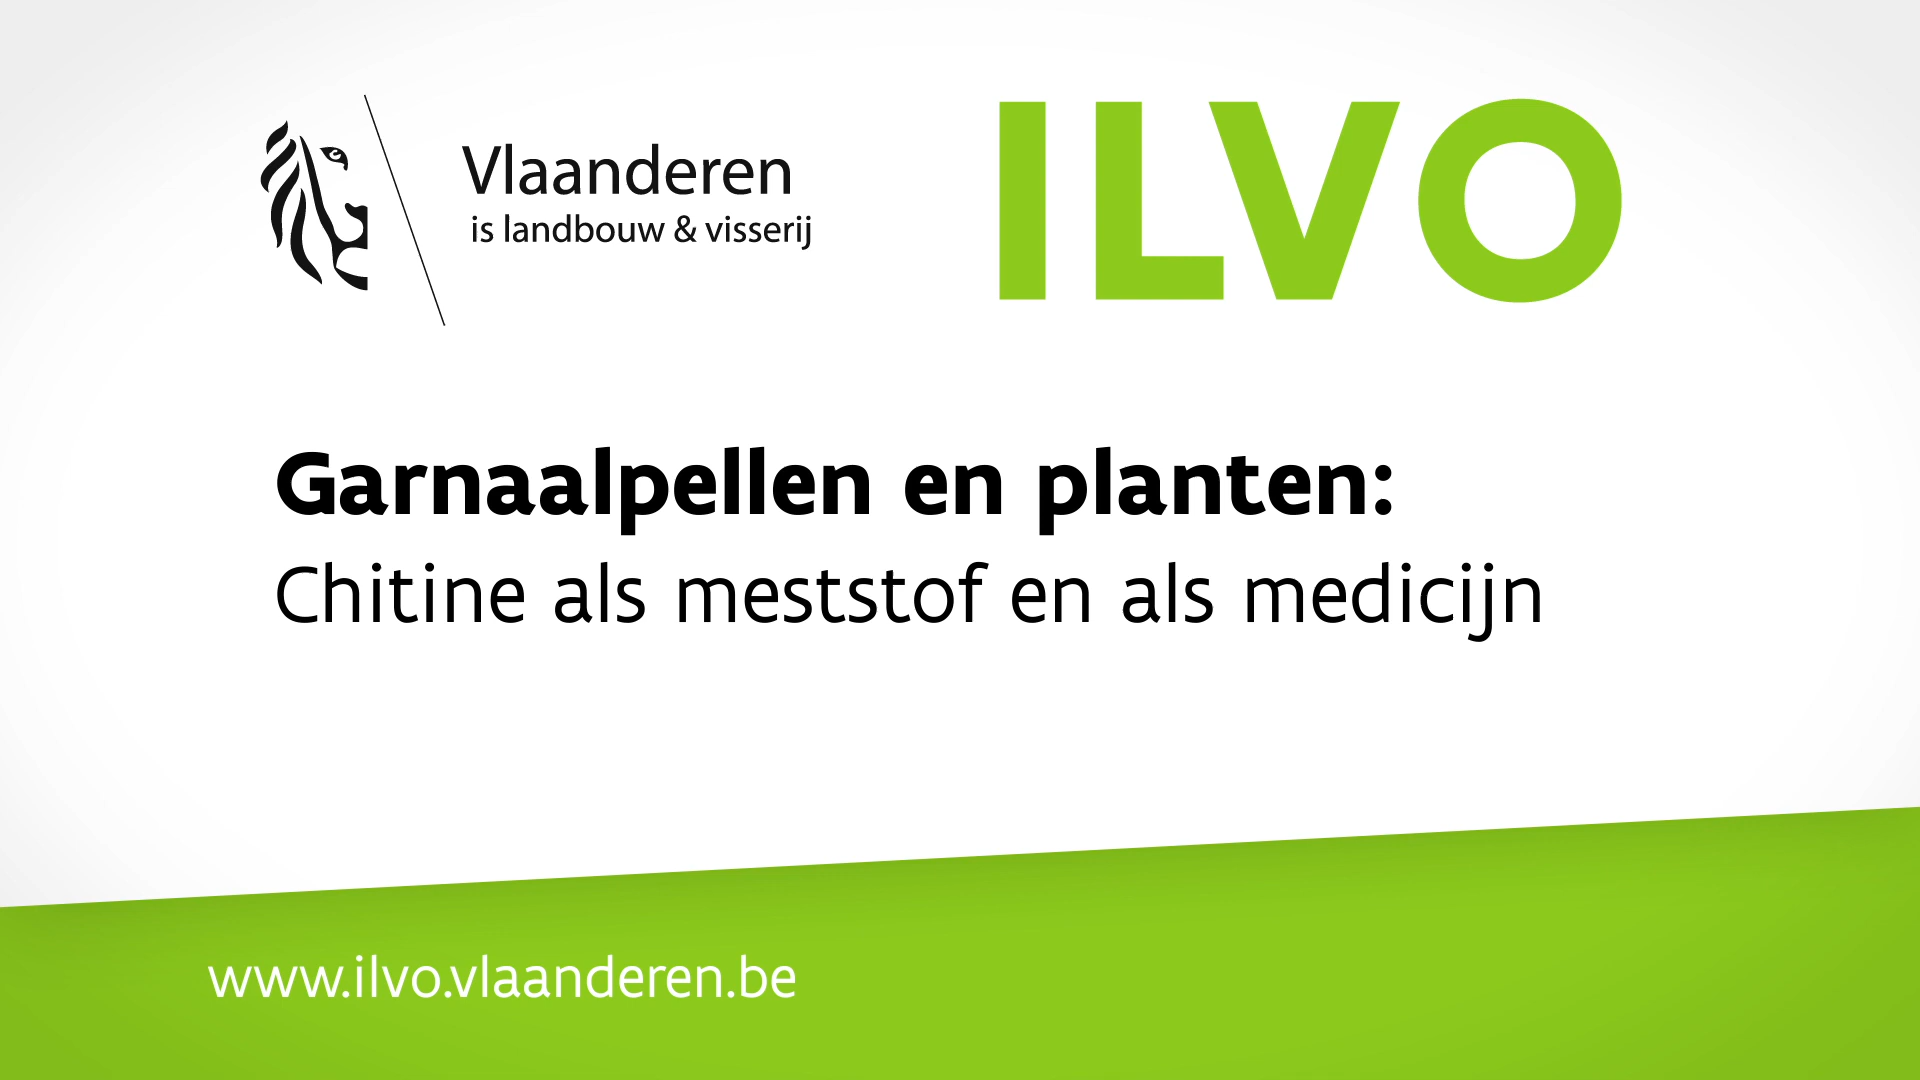 Vlaanderen
is landbouw & visserij
ILVO
Garnaalpellen en planten:
Chitine als meststof en als medicijn
www.ilvo.vlaanderen.be